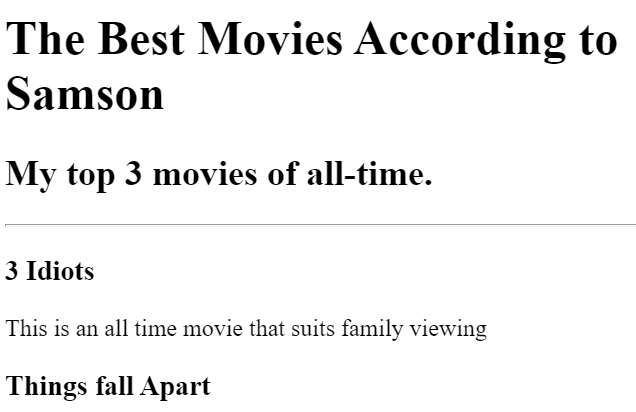 The Best Movies According to
Samson
My top 3 movies of all-time.
3 Idiots
This is an all time movie that suits family viewing
Things fall Apart